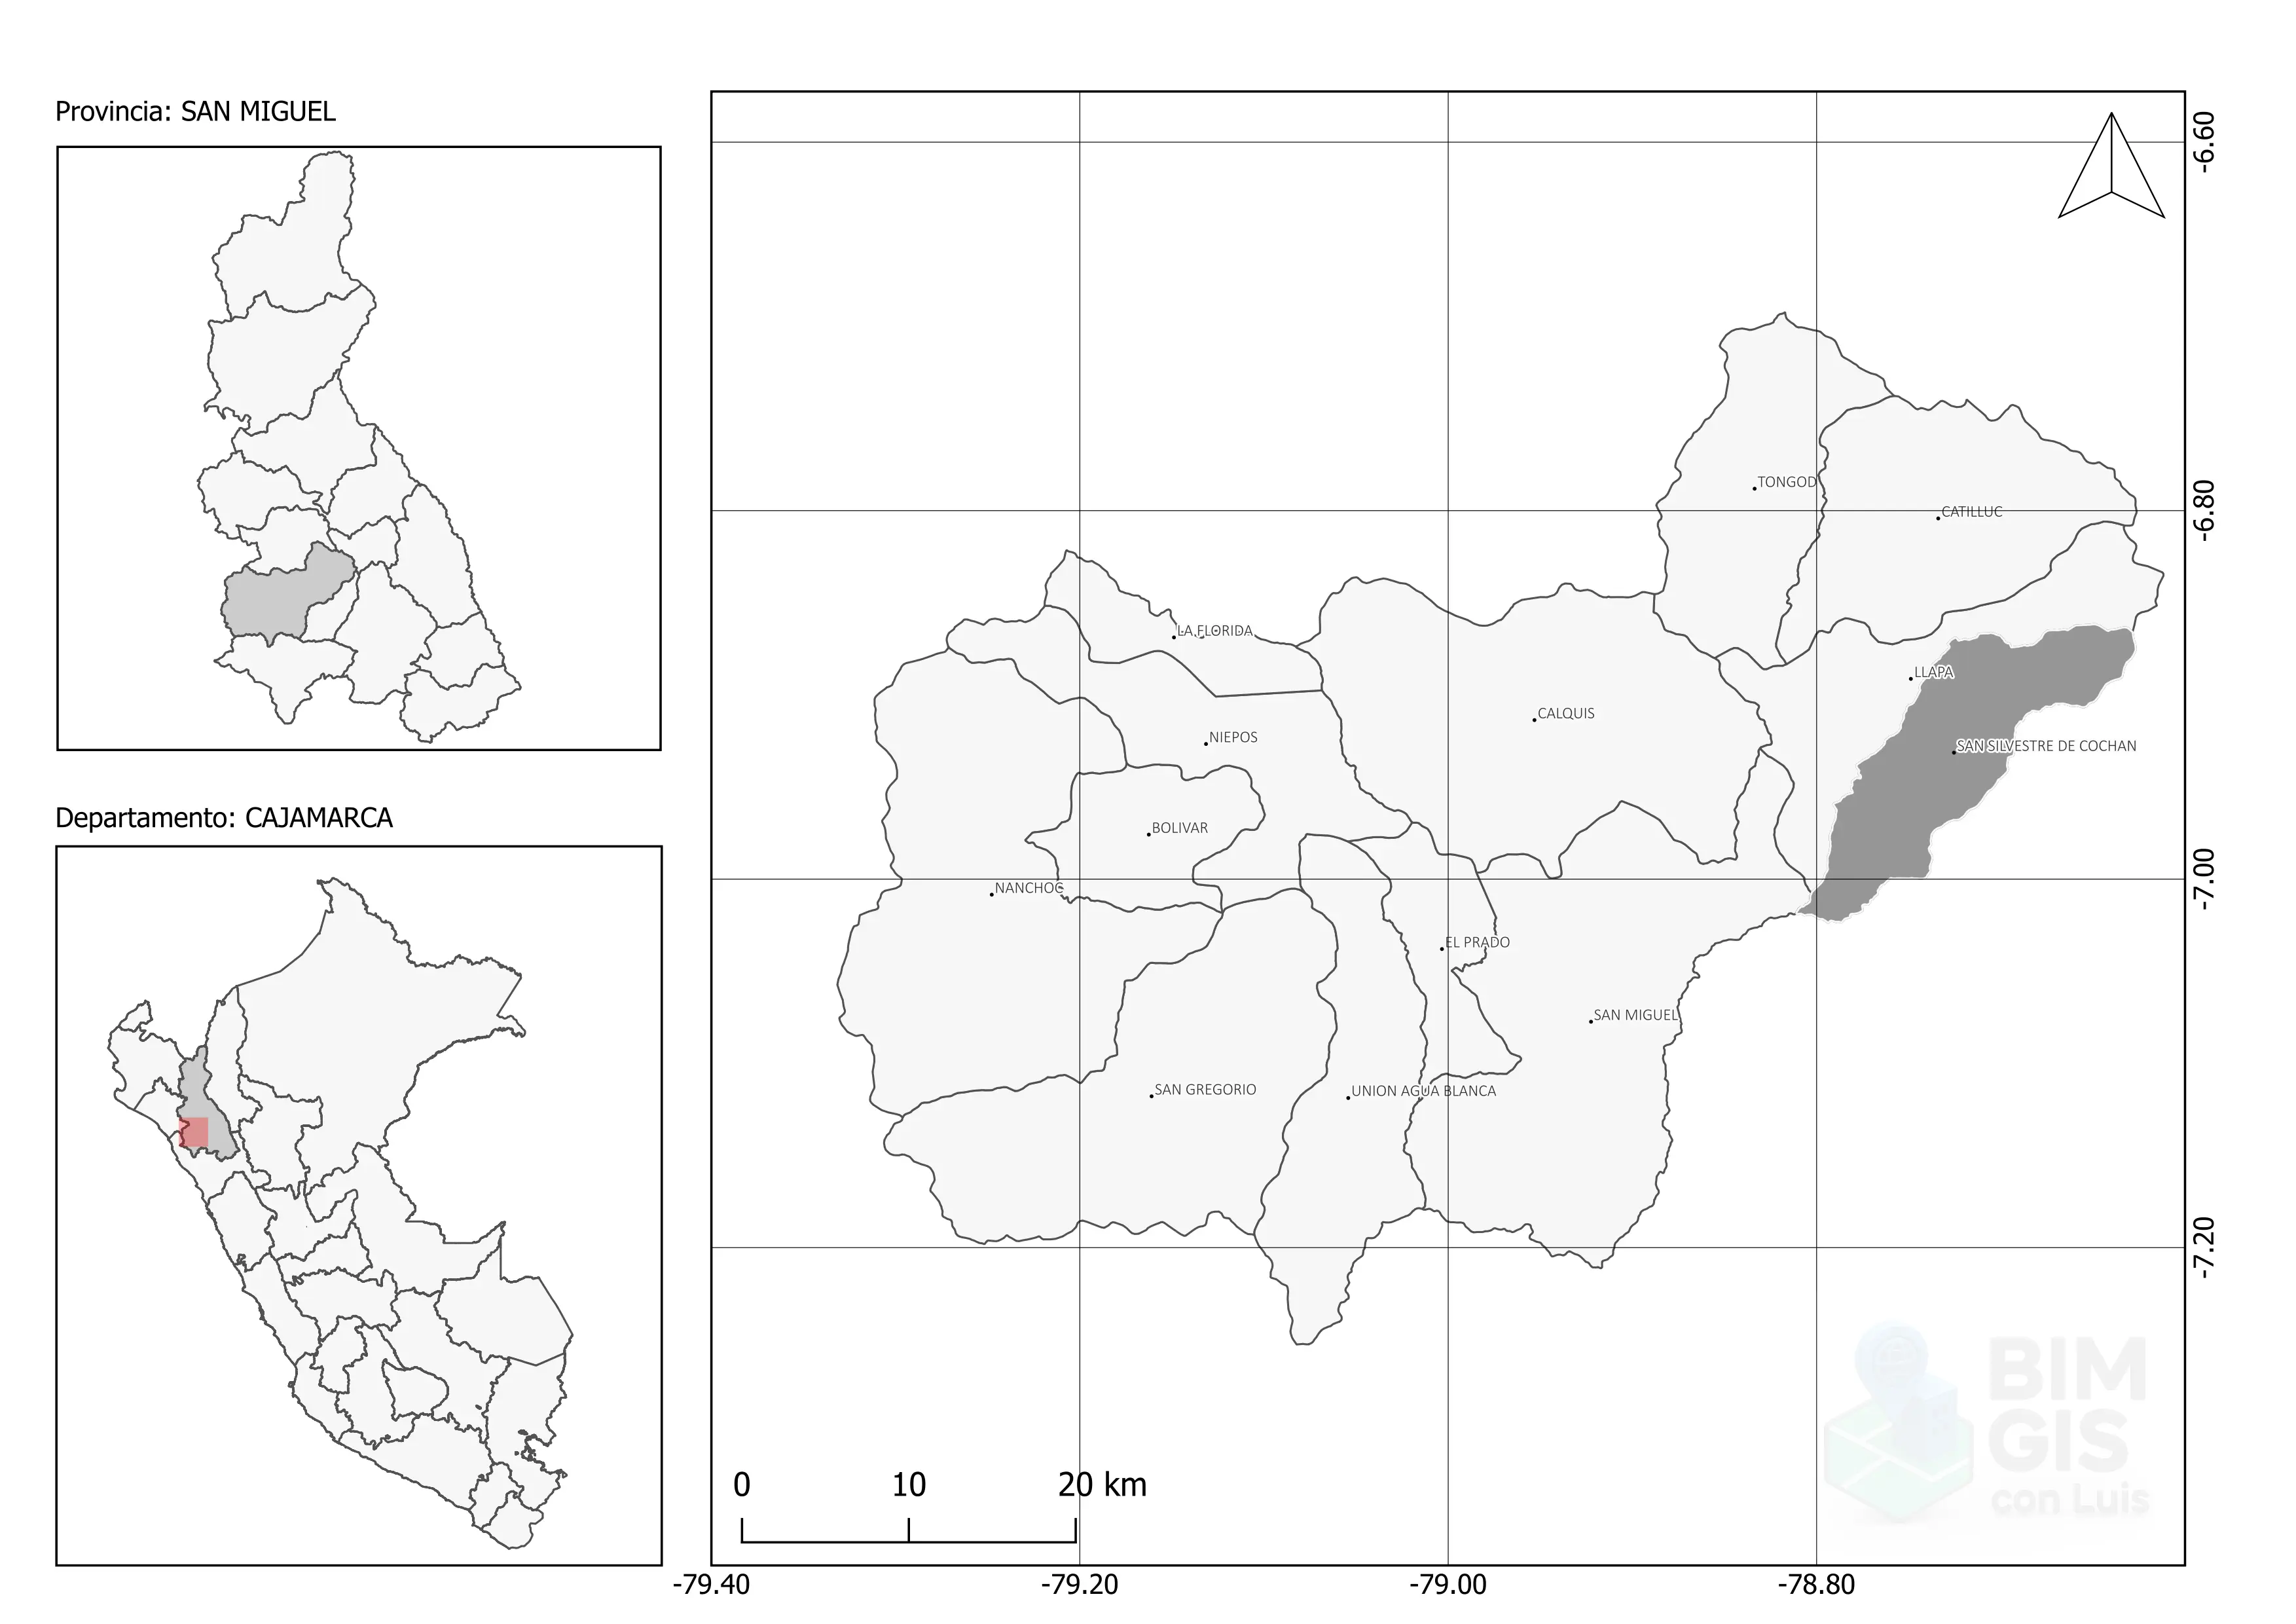 Provincia: SAN MIGUEL
Departamento: CAJAMARCA
-6.60
TONGOD
-6.80
CATILLUC
LA FLORIDA
LLAPA
CALQUIS
NIEPOS
SAN SILVESTRE DE COCHAN
BOLIVAR
-7.00
NANCHOC
EL PRADO
SAN MIGUEL
SAN GREGORIO
UNION AGUA BLANCA
-7.20
BIM
GIS
con Luis
0 10 20 km
-79.40 -79.20 -79.00 -78.80